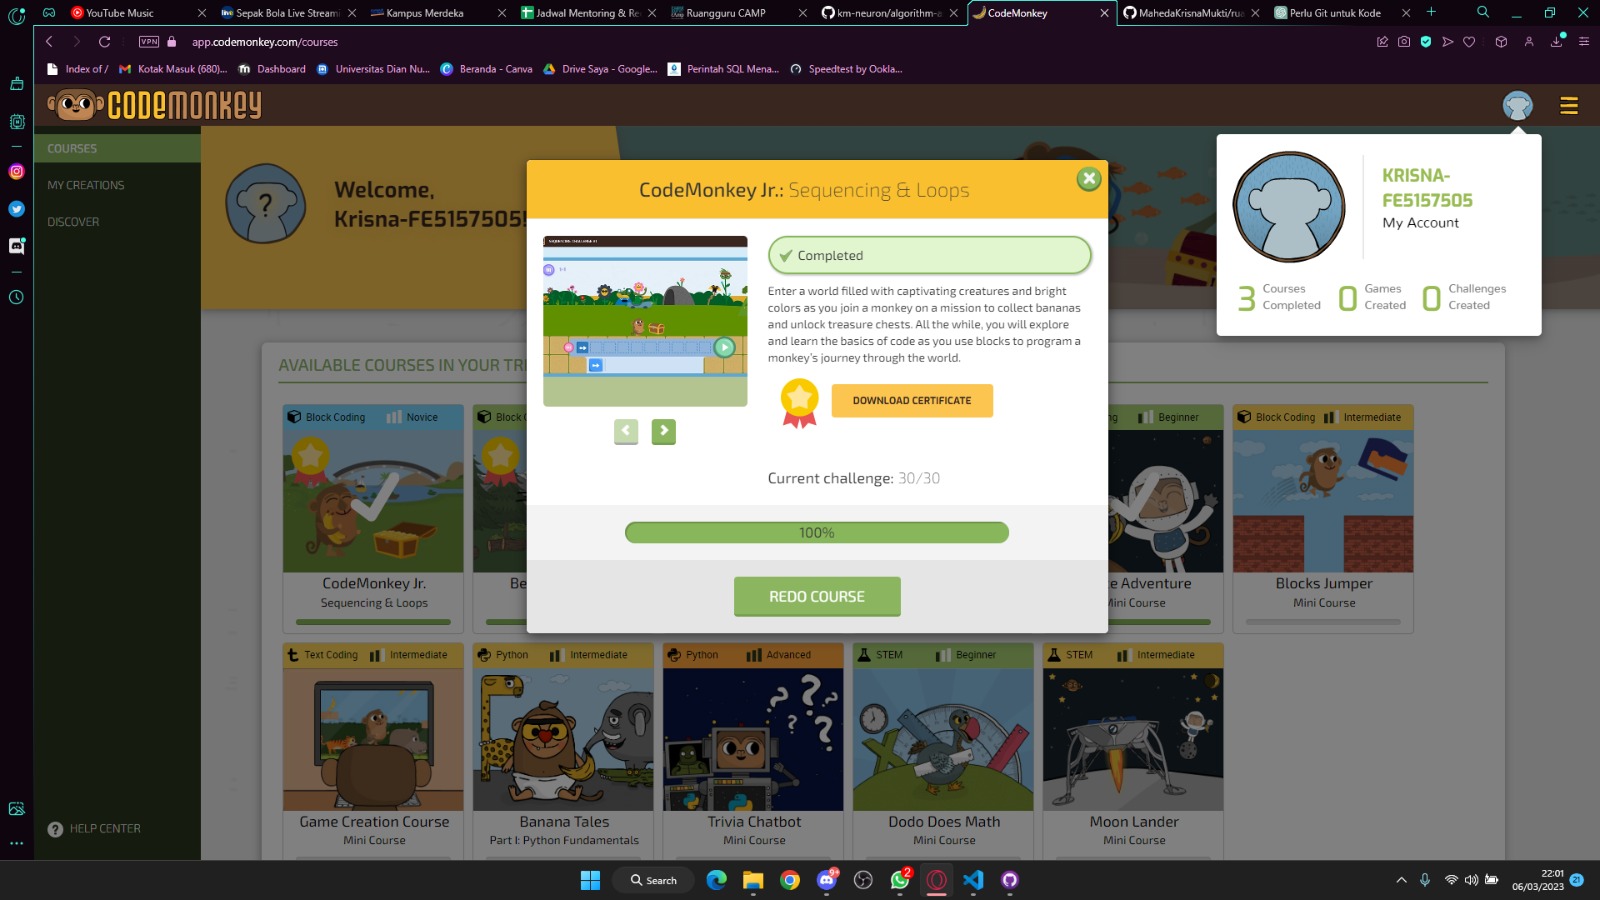 YouTube Music
Sepak Bola Live Streami
Kampus Merdeka
Jadwal Mentoring & Re
Ruangguru CAMP
km-neuron/algorithm-a
CodeMonkey
MahedaKrisnaMukti/rua
Perlu Git untuk Kode
VPN
app.codemonkey.com/courses
Index of /
Kotak Masuk (680)...
Dashboard
Universitas Dian Nu...
Beranda - Canva
Drive Saya - Google...
Perintah SQL Mena...
Speedtest by Ookla...
CODEMONKEY
COURSES
MY CREATIONS
DISCOVER
HELP CENTER
Welcome,
Krisna-FE5157505!
KRISNA-
FE5157505
My Account
3 Courses
Completed
0 Games
Created
0 Challenges
Created
CodeMonkey Jr.: Sequencing & Loops
Completed
Enter a world filled with captivating creatures and bright
colors as you join a monkey on a mission to collect bananas
and unlock treasure chests. All the while, you will explore
and learn the basics of code as you use blocks to program a
monkey's journey through the world.
DOWNLOAD CERTIFICATE
Current challenge: 30/30
100%
REDO COURSE
AVAILABLE COURSES IN YOUR TRI
Block Coding Novice
Block C
Beginner
Block Coding Intermediate
CodeMonkey Jr.
Sequencing & Loops
Be
e Adventure
Mini Course
Blocks Jumper
Mini Course
Text Coding Intermediate
Python Intermediate
Python Advanced
STEM Beginner
STEM Intermediate
Game Creation Course
Mini Course
Banana Tales
Part I: Python Fundamentals
Trivia Chatbot
Mini Course
Dodo Does Math
Mini Course
Moon Lander
Mini Course
Search
9+
2
22:01
06/03/2023
21